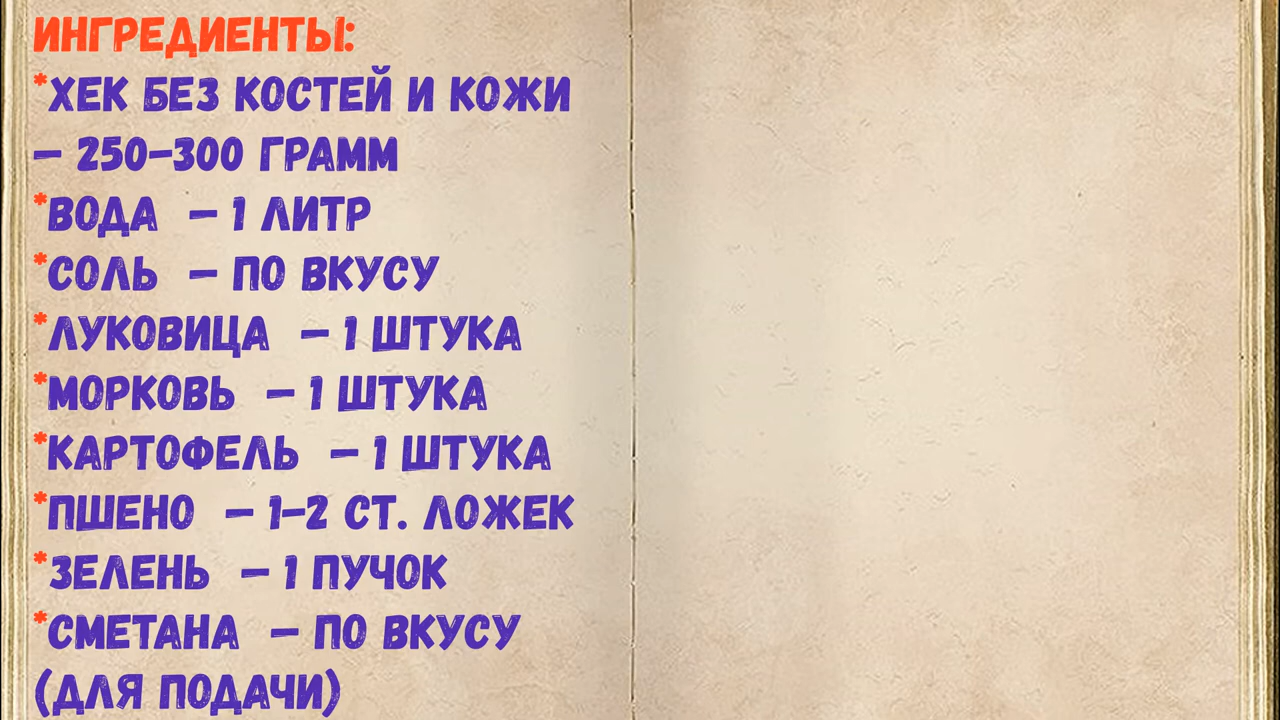 ИНГРЕДИЕНТЫ:
*ХЕК БЕЗ КОСТЕЙ И КОЖИ
– 250-300 ГРАММ
*ВОДА – 1 ЛИТР
*СОЛЬ – ПО ВКУСУ
*ЛУКОВИЦА – 1 ШТУКА
*МОРКОВЬ – 1 ШТУКА
*КАРТОФЕЛЬ – 1 ШТУКА
*ПШЕНО – 1-2 СТ. ЛОЖЕК
*ЗЕЛЕНЬ – 1 ПУЧОК
*СМЕТАНА – ПО ВКУСУ
(ДЛЯ ПОДАЧИ)